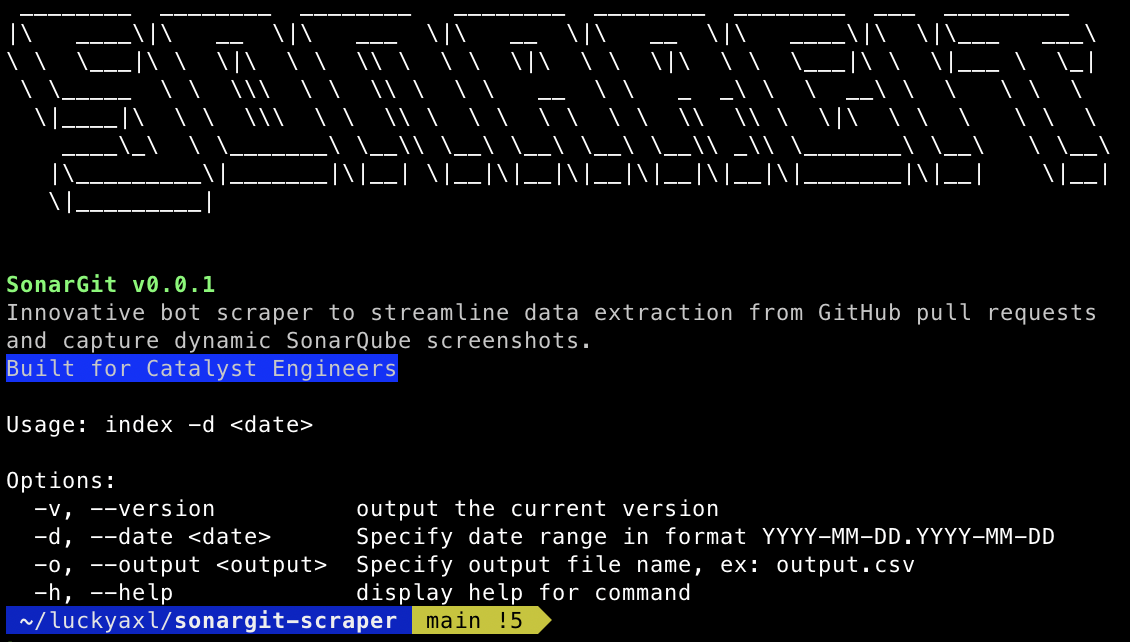 SONARGIT
SonarGit v0.0.1
Innovative bot scraper to streamline data extraction from GitHub pull requests
and capture dynamic SonarQube screenshots.
Built for Catalyst Engineers
Usage: index -d <date>
Options:
-v, --version output the current version
-d, --date <date> Specify date range in format YYYY-MM-DD.YYYY-MM-DD
-o, --output <output> Specify output file name, ex: output.csv
-h, --help display help for command
~/luckyaxl/sonargit-scraper main !5